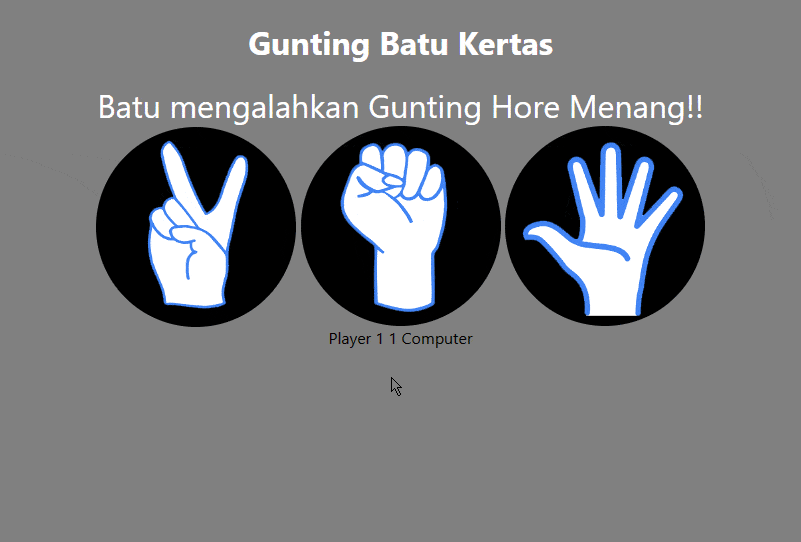 Gunting Batu Kertas
Batu mengalahkan Gunting Hore Menang!!
Player 1 1 Computer